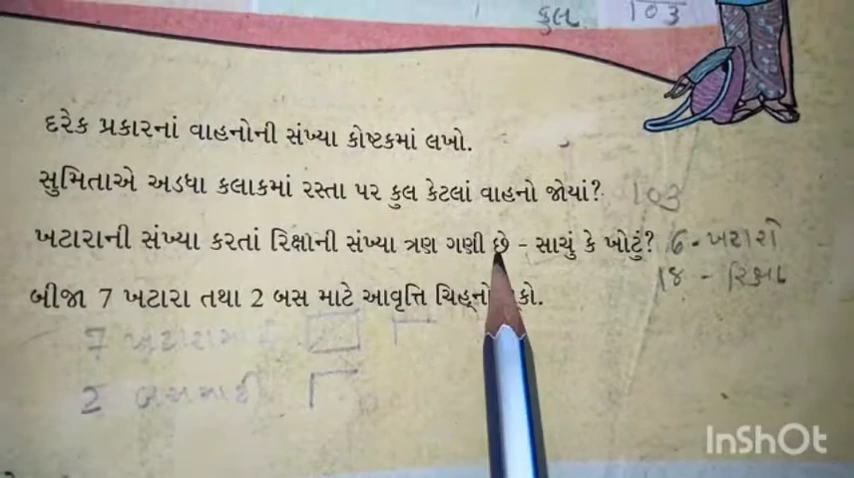 કુલ 103
દરેક પ્રકારનાં વાહનોની સંખ્યા કોષ્ટકમાં લખો.
સુમિતાએ અડધા કલાકમાં રસ્તા પર કુલ કેટલાં વાહનો જોયાં? 103
ખટારાની સંખ્યા કરતાં રિક્ષાની સંખ્યા ત્રણ ગણી છે - સાચું કે ખોટું? 6 - ખટારો
18 - રિક્ષા
બીજા 7 ખટારા તથા 2 બસ માટે આવૃત્તિ ચિહ્નો
7
2
InShOt